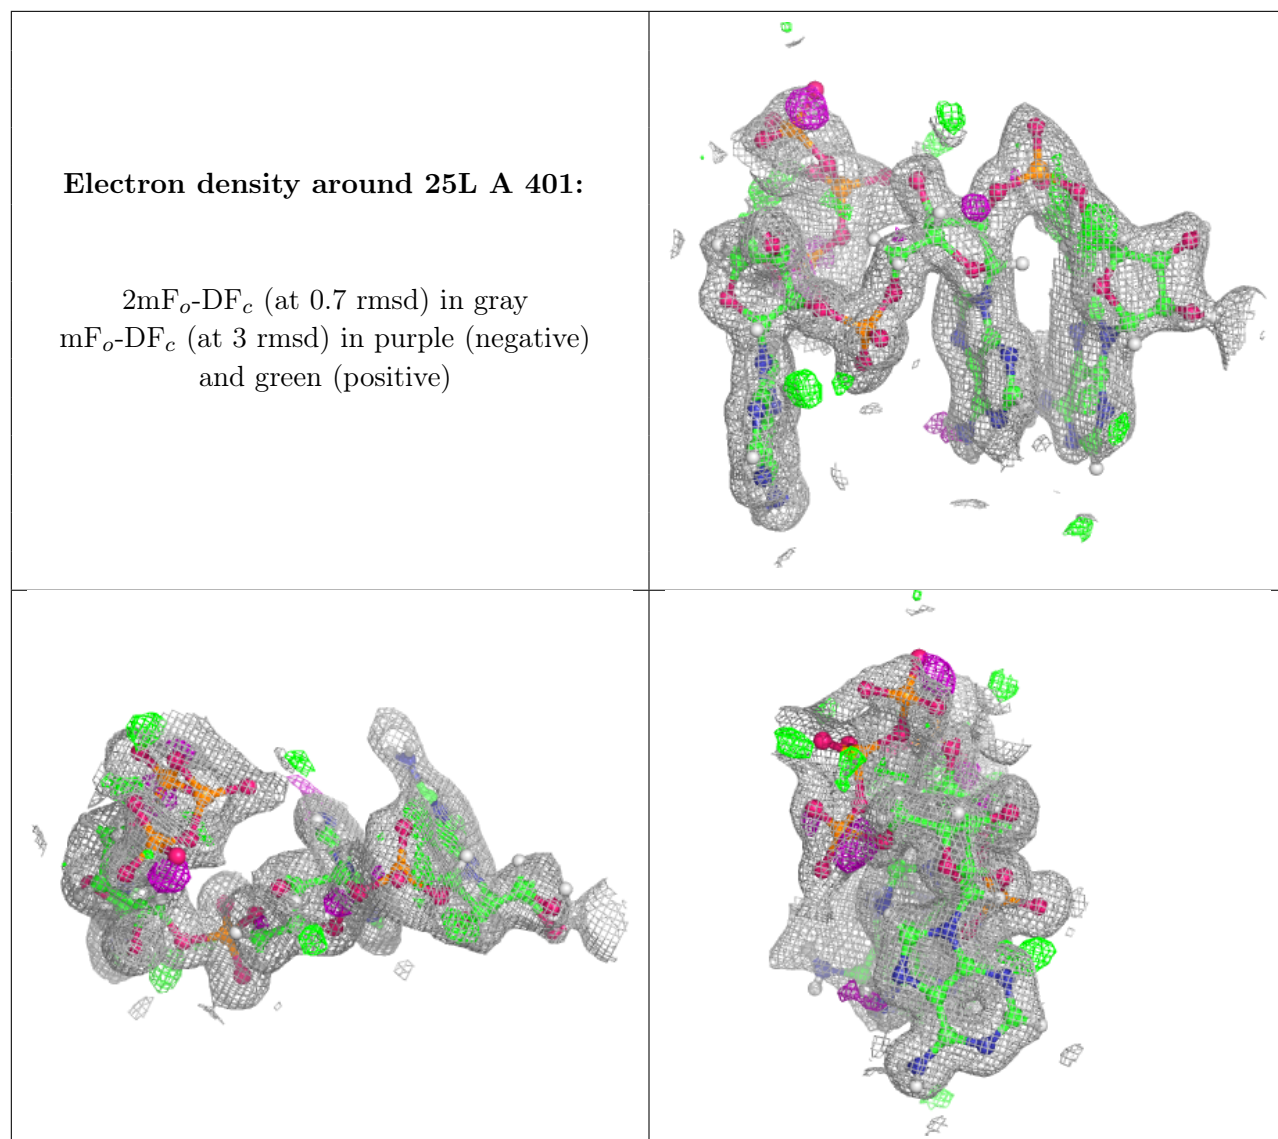 Electron density around 25L A 401:
2mFo-DFc (at 0.7 rmsd) in gray
mFo-DFc (at 3 rmsd) in purple (negative)
and green (positive)